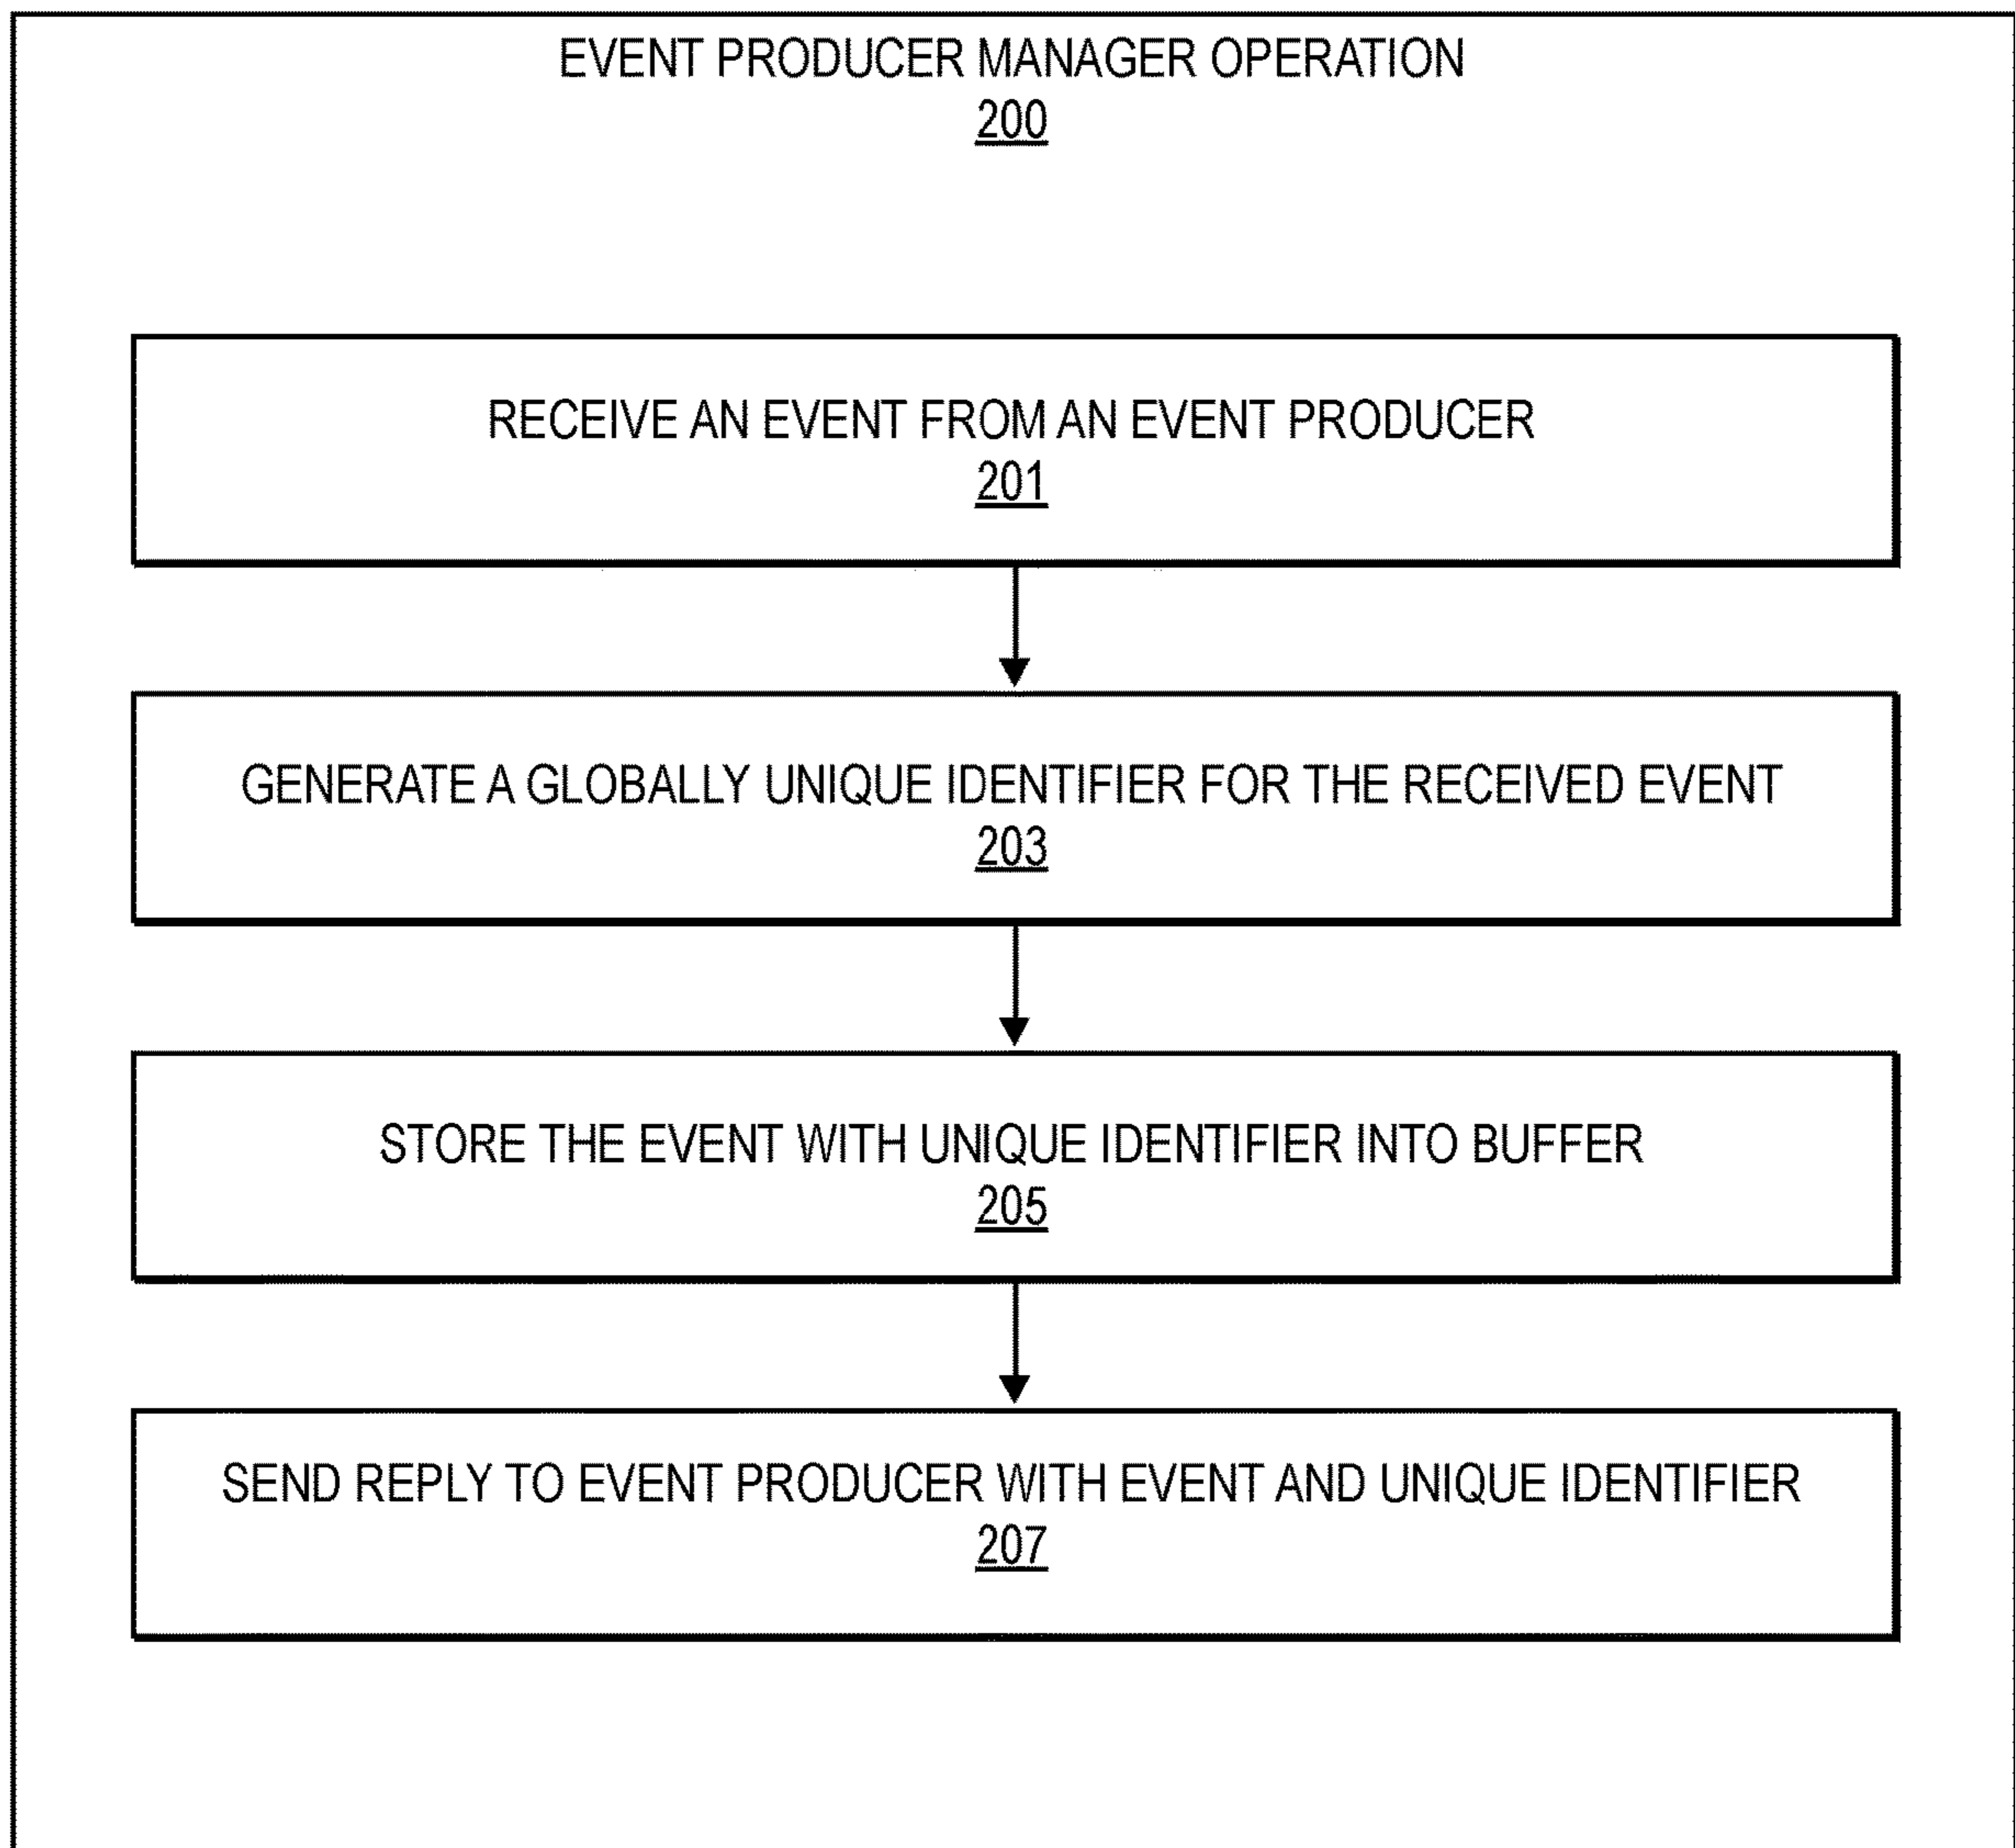 EVENT PRODUCER MANAGER OPERATION
200
RECEIVE AN EVENT FROM AN EVENT PRODUCER
201
GENERATE A GLOBALLY UNIQUE IDENTIFIER FOR THE RECEIVED EVENT
203
STORE THE EVENT WITH UNIQUE IDENTIFIER INTO BUFFER
205
SEND REPLY TO EVENT PRODUCER WITH EVENT AND UNIQUE IDENTIFIER
207